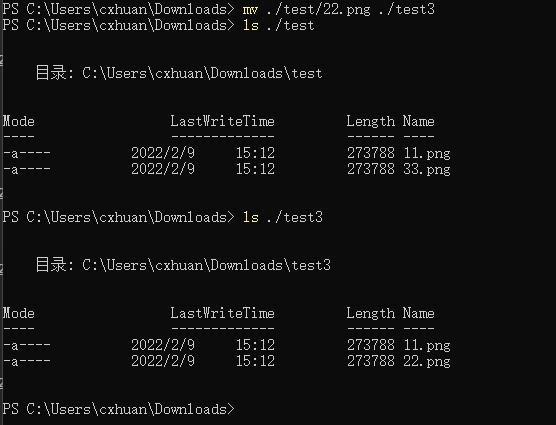 PS C:\Users\cxhuan\Downloads> mv ./test/22.png ./test3
PS C:\Users\cxhuan\Downloads> ls ./test
目录: C:\Users\cxhuan\Downloads\test
Mode LastWriteTime Length Name
---- ------------- ------ ----
-a---- 2022/2/9 15:12 273788 11.png
-a---- 2022/2/9 15:12 273788 33.png
PS C:\Users\cxhuan\Downloads> ls ./test3
目录: C:\Users\cxhuan\Downloads\test3
Mode LastWriteTime Length Name
---- ------------- ------ ----
-a---- 2022/2/9 15:12 273788 11.png
-a---- 2022/2/9 15:12 273788 22.png
PS C:\Users\cxhuan\Downloads>